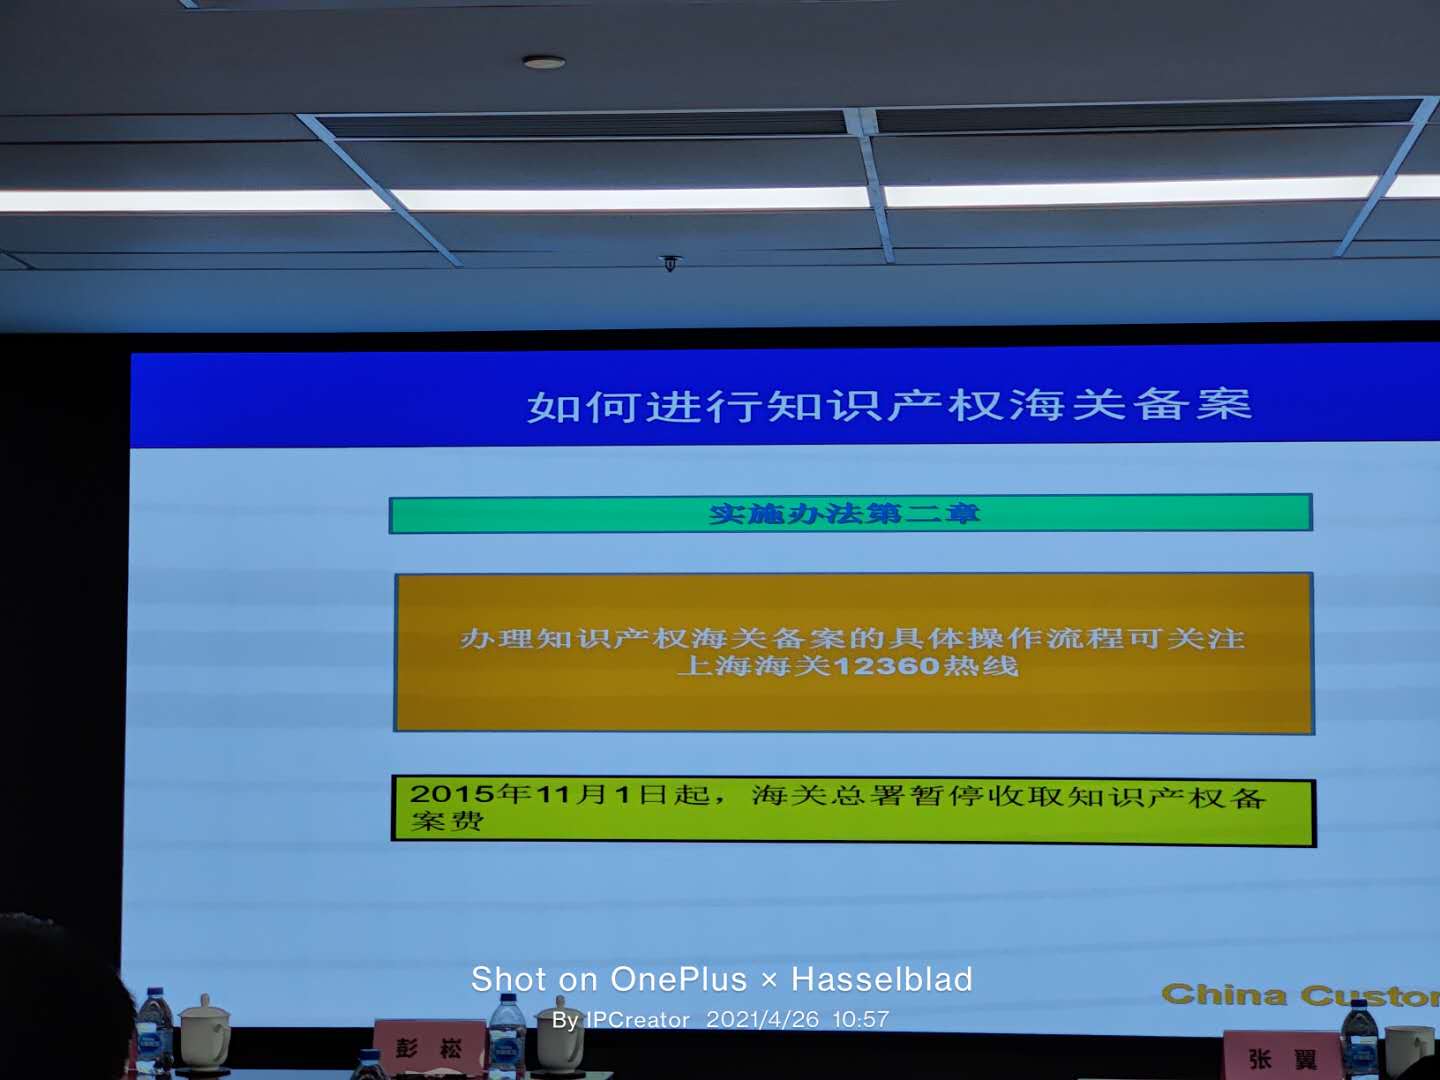 如何进行知识产权海关备案
实施办法第二章
办理知识产权海关备案的具体操作流程可关注
上海海关12360热线
2015年11月1日起，海关总署暂停收取知识产权备
案费
China Custom
Shot on OnePlus × Hasselblad
By IPCreator 2021/4/26 10:57
彭 崧
张 翼